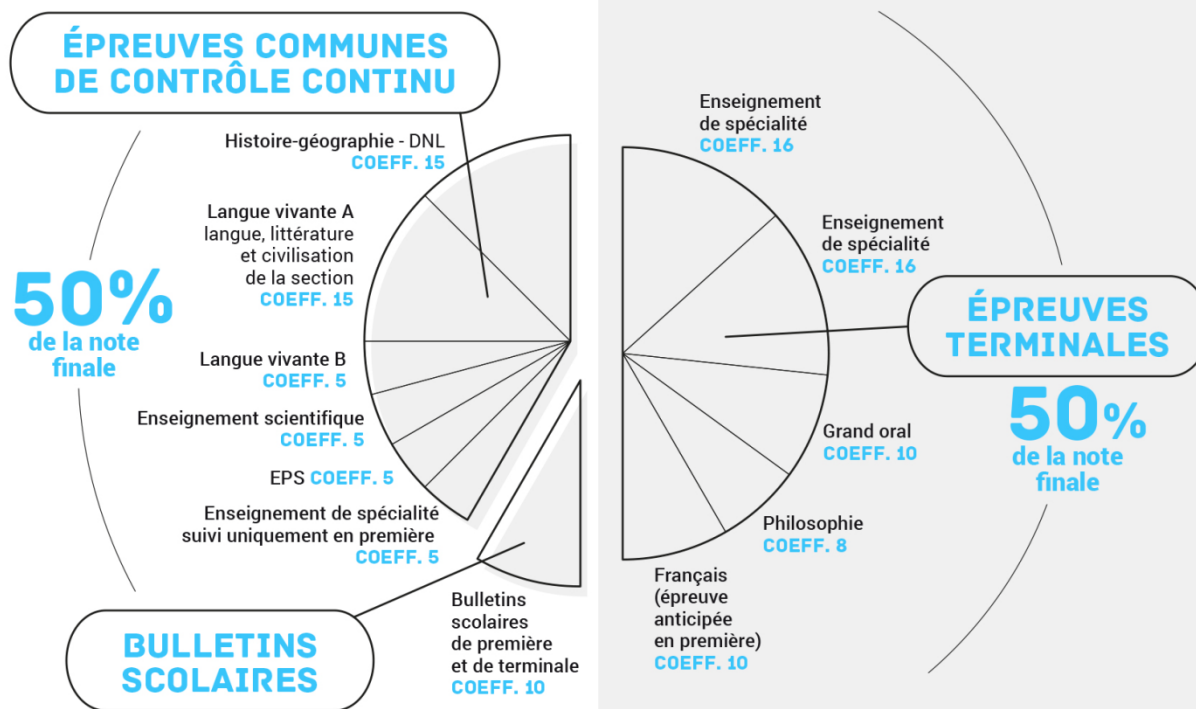 ÉPREUVES COMMUNES
DE CONTRÔLE CONTINU
Histoire-géographie - DNL
COEFF. 15
Langue vivante A
langue, littérature
et civilisation
de la section
COEFF. 15
50%
de la note
finale
Langue vivante B
COEFF. 5
Enseignement scientifique
COEFF. 5
EPS COEFF. 5
Enseignement de spécialité
suivi uniquement en première
COEFF. 5
BULLETINS
SCOLAIRES
Bulletins
scolaires
de première
et de terminale
COEFF. 10
Enseignement
de spécialité
COEFF. 16
Enseignement
de spécialité
COEFF. 16
ÉPREUVES
TERMINALES
50%
de la note
finale
Grand oral
COEFF. 10
Philosophie
COEFF. 8
Français
(épreuve
anticipée
en première)
COEFF. 10